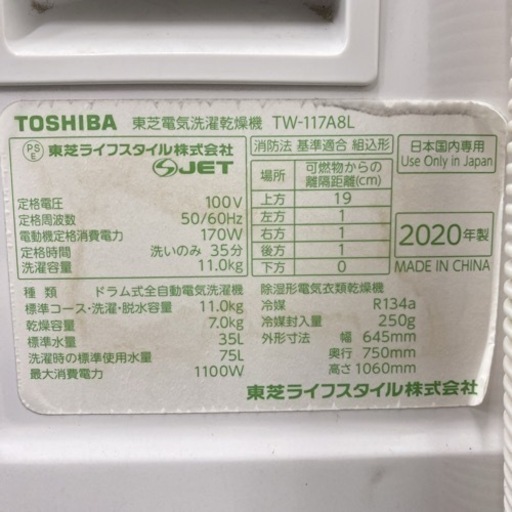 TOSHIBA 東芝電気洗濯乾燥機 TW-117A8L
PS E 東芝ライフスタイル株式会社
S JET
定格電圧 100V
定格周波数 50/60Hz
電動機定格消費電力 170W
定格時間 洗いのみ 35分
洗濯容量 11.0kg
消防法 基準適合 組込形
場所 可燃物からの離隔距離(cm)
上方 19
左方 1
右方 1
後方 1
下方 0
日本国内専用
Use Only in Japan
2020年製
MADE IN CHINA
種類 ドラム式全自動電気洗濯機
標準コース・洗濯・脱水容量 11.0kg
乾燥容量 7.0kg
標準水量 35L
洗濯時の標準使用水量 75L
最大消費電力 1100W
除湿形電気衣類乾燥機
冷媒 R134a
冷媒封入量 250g
外形寸法 幅 645mm
奥行 750mm
高さ 1060mm
東芝ライフスタイル株式会社